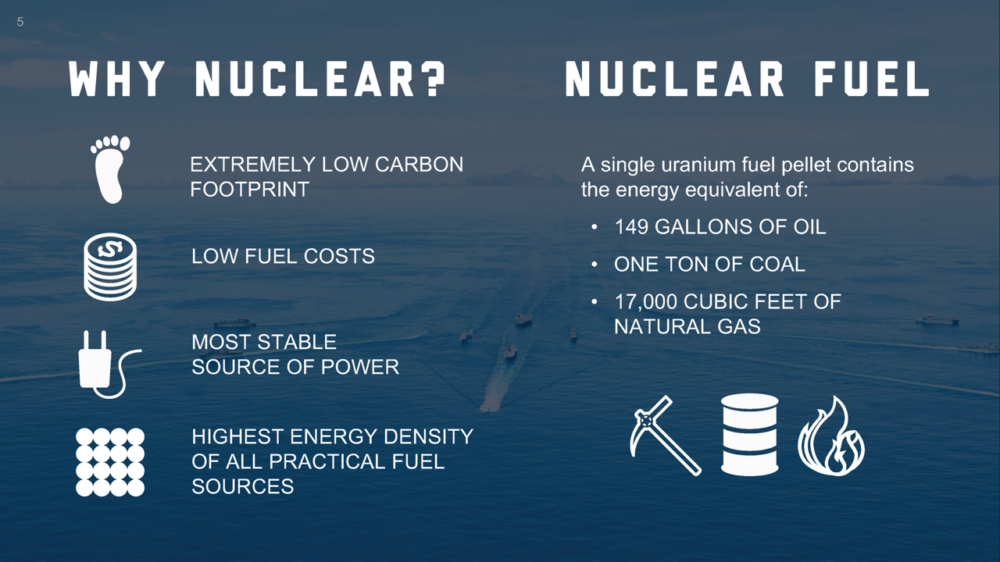 5
WHY NUCLEAR?
EXTREMELY LOW CARBON
FOOTPRINT
LOW FUEL COSTS
MOST STABLE
SOURCE OF POWER
HIGHEST ENERGY DENSITY
OF ALL PRACTICAL FUEL
SOURCES
NUCLEAR FUEL
A single uranium fuel pellet contains
the energy equivalent of:
• 149 GALLONS OF OIL
• ONE TON OF COAL
• 17,000 CUBIC FEET OF
NATURAL GAS